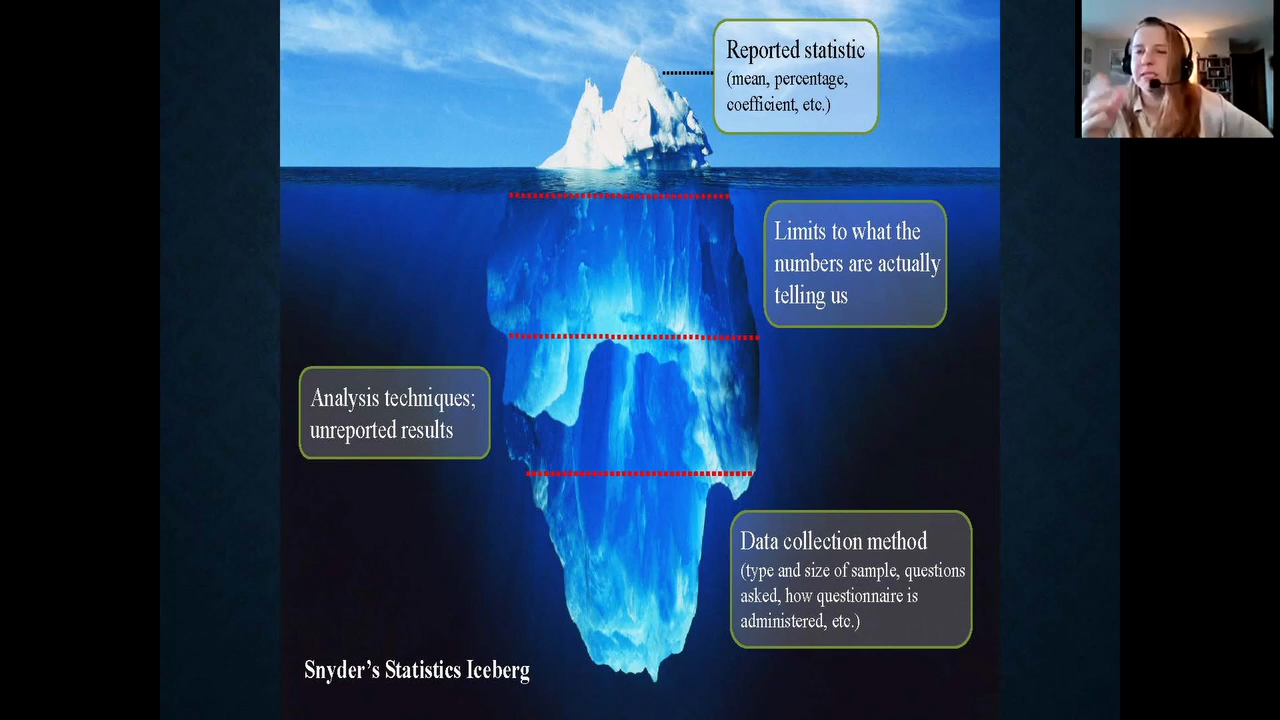 Reported statistic
(mean, percentage,
coefficient, etc.)
Limits to what the
numbers are actually
telling us
Analysis techniques;
unreported results
Data collection method
(type and size of sample, questions
asked, how questionnaire is
administered, etc.)
Snyder’s Statistics Iceberg